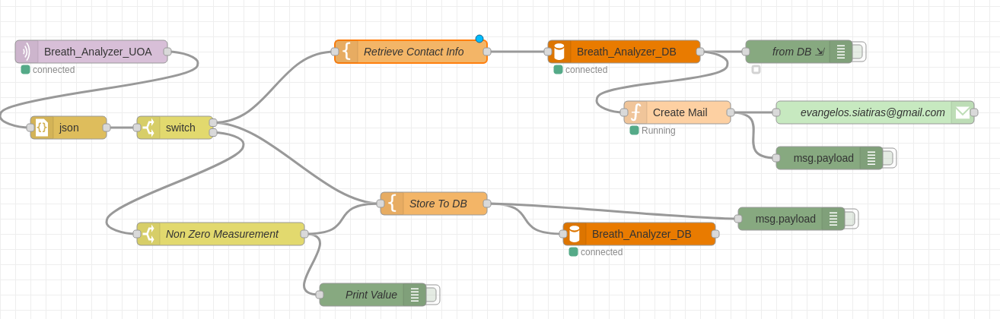 Breath_Analyzer_UOA
connected
Retrieve Contact Info
Breath_Analyzer_DB
connected
from DB ⇲
json
switch
Create Mail
Running
evangelos.siatiras@gmail.com
msg.payload
Store To DB
msg.payload
Non Zero Measurement
Breath_Analyzer_DB
connected
Print Value